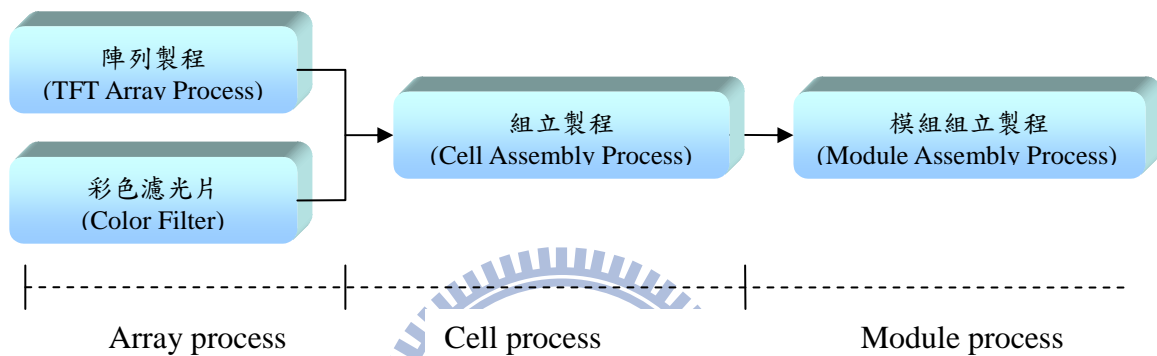 陣列製程
(TFT Array Process)
彩色濾光片
(Color Filter)
組立製程
(Cell Assembly Process)
模組組立製程
(Module Assembly Process)
Array process
Cell process
Module process